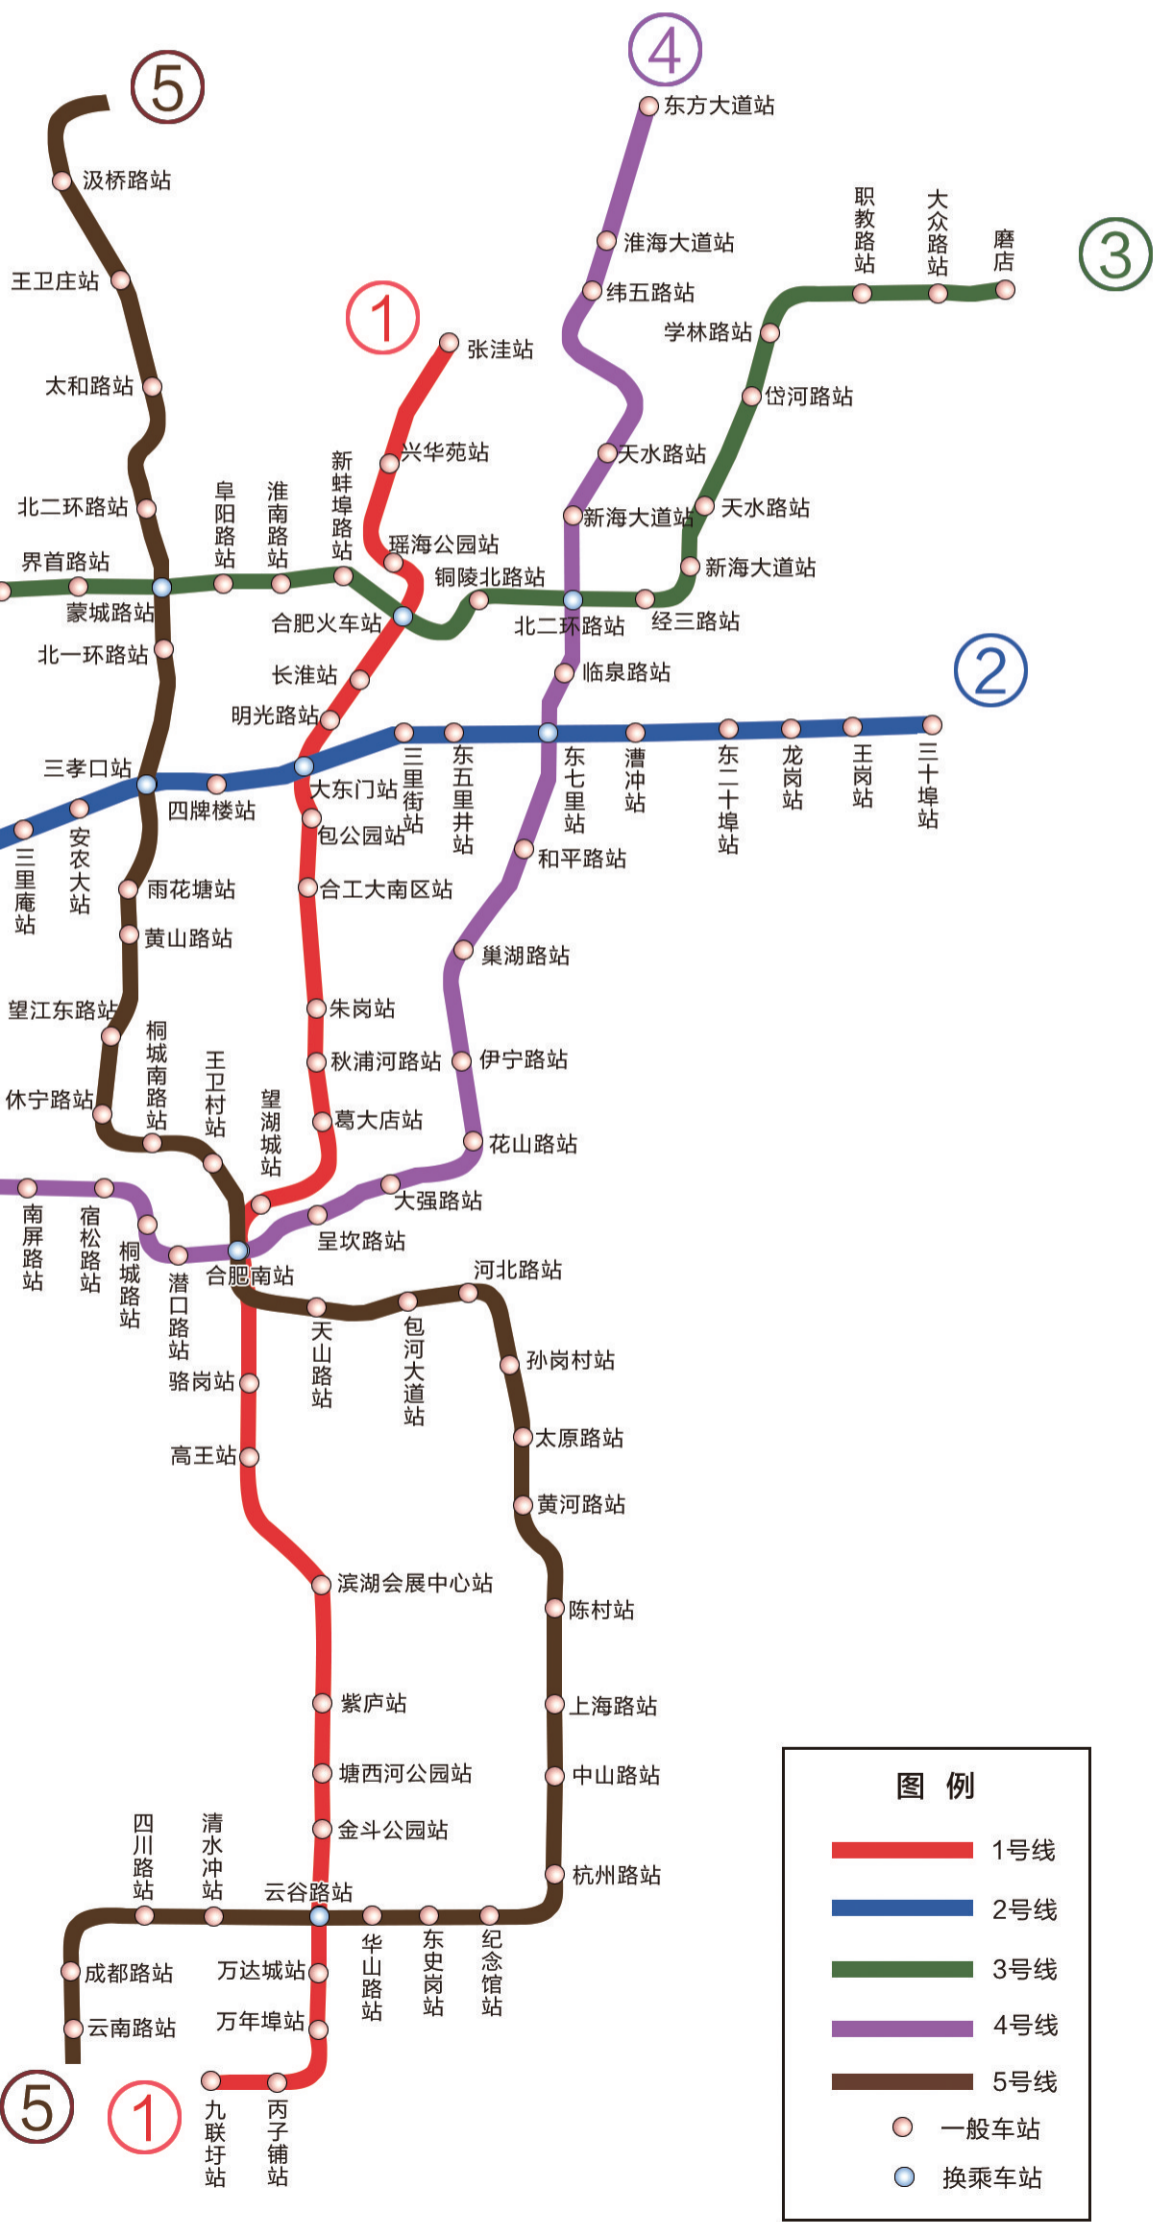 4
5
东方大道站
汲桥路站
职教路站
大众路站
磨店
3
淮海大道站
王卫庄站
纬五路站
1
学林路站
张洼站
太和路站
岱河路站
兴华苑站
新蚌埠路站
天水路站
北二环路站
阜阳路站
淮南路站
新海大道站
天水路站
瑶海公园站
界首路站
铜陵北路站
新海大道站
蒙城路站
合肥火车站
北二环路站
经三路站
北一环路站
长淮站
临泉路站
2
明光路站
三孝口站
大东门站
三里街站
东五里井站
东七里站
漕冲站
东二十埠站
龙岗站
王岗站
三十埠站
四牌楼站
包公园站
三里庵站
安农大站
和平路站
雨花塘站
合工大南区站
黄山路站
巢湖路站
望江东路站
朱岗站
桐城南路站
王卫村站
秋浦河路站
伊宁路站
休宁路站
望湖城站
葛大店站
花山路站
大强路站
南屏路站
宿松路站
桐城路站
潜口路站
呈坎路站
合肥南站
河北路站
天山路站
包河大道站
孙岗村站
骆岗站
太原路站
高王站
黄河路站
滨湖会展中心站
陈村站
紫庐站
上海路站
塘西河公园站
中山路站
金斗公园站
四川路站
清水冲站
杭州路站
云谷路站
华山路站
东史岗站
纪念馆站
成都路站
万达城站
云南路站
万年埠站
5
1
九联圩站
丙子铺站
图 例
1号线
2号线
3号线
4号线
5号线
一般车站
换乘车站